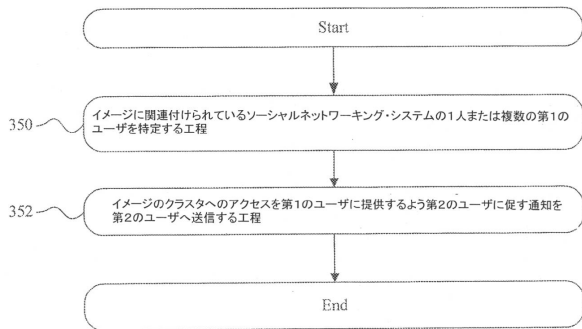 Start
350
イメージに関連付けられているソーシャルネットワーキング・システムの1人または複数の第1の
ユーザを特定する工程
352
イメージのクラスタへのアクセスを第1のユーザに提供するよう第2のユーザに促す通知を
第2のユーザへ送信する工程
End